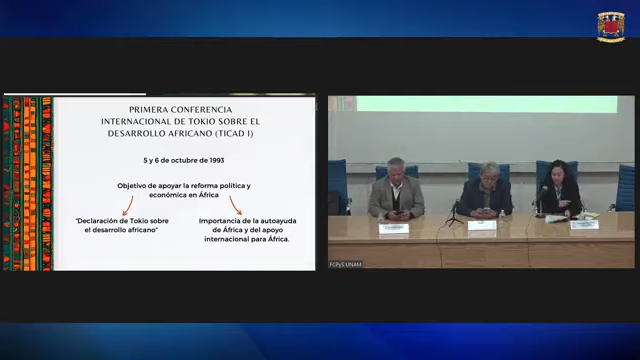 PRIMERA CONFERENCIA
INTERNACIONAL DE TOKIO SOBRE EL
DESARROLLO AFRICANO (TICAD I)
5 y 6 de octubre de 1993
Objetivo de apoyar la reforma política y
económica en África
"Declaración de Tokio sobre
el desarrollo africano"
Importancia de la autoayuda
de África y del apoyo
internacional para África.
FCPyS UNAM